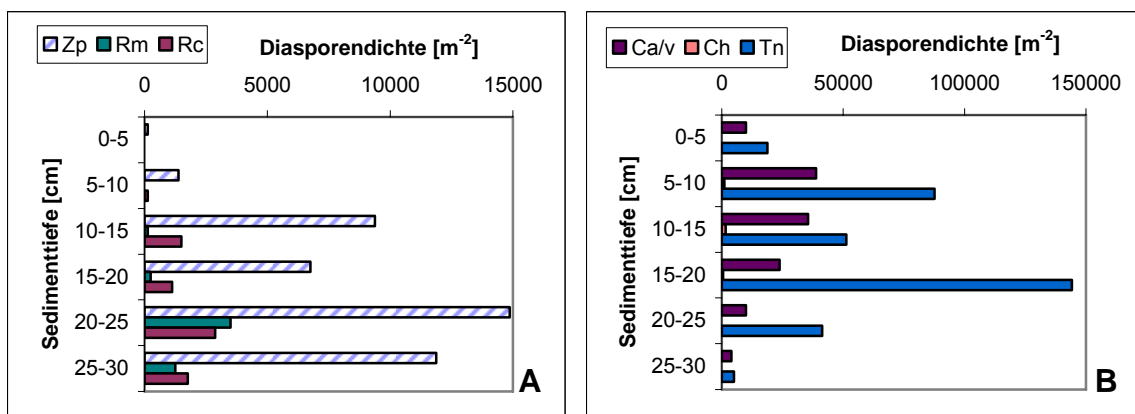 Zp Rm Rc
Diasporendichte [m⁻²]
0 5000 10000 15000
Sedimenttiefe [cm]
0-5
5-10
10-15
15-20
20-25
25-30
A
Ca/v Ch Tn
Diasporendichte [m⁻²]
0 50000 100000 150000
Sedimenttiefe [cm]
0-5
5-10
10-15
15-20
20-25
25-30
B